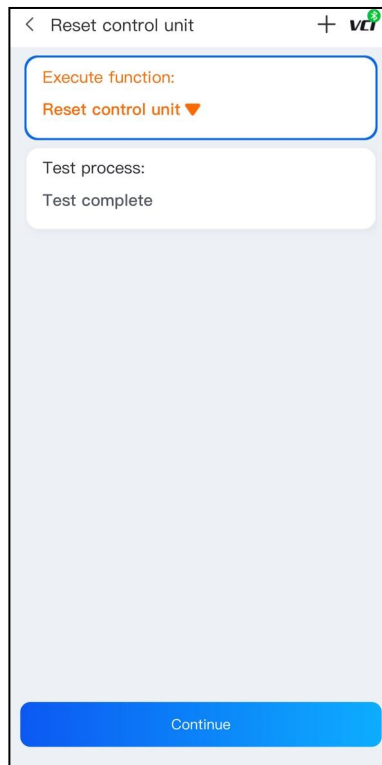 Reset control unit
VCI
Execute function:
Reset control unit
Test process:
Test complete
Continue